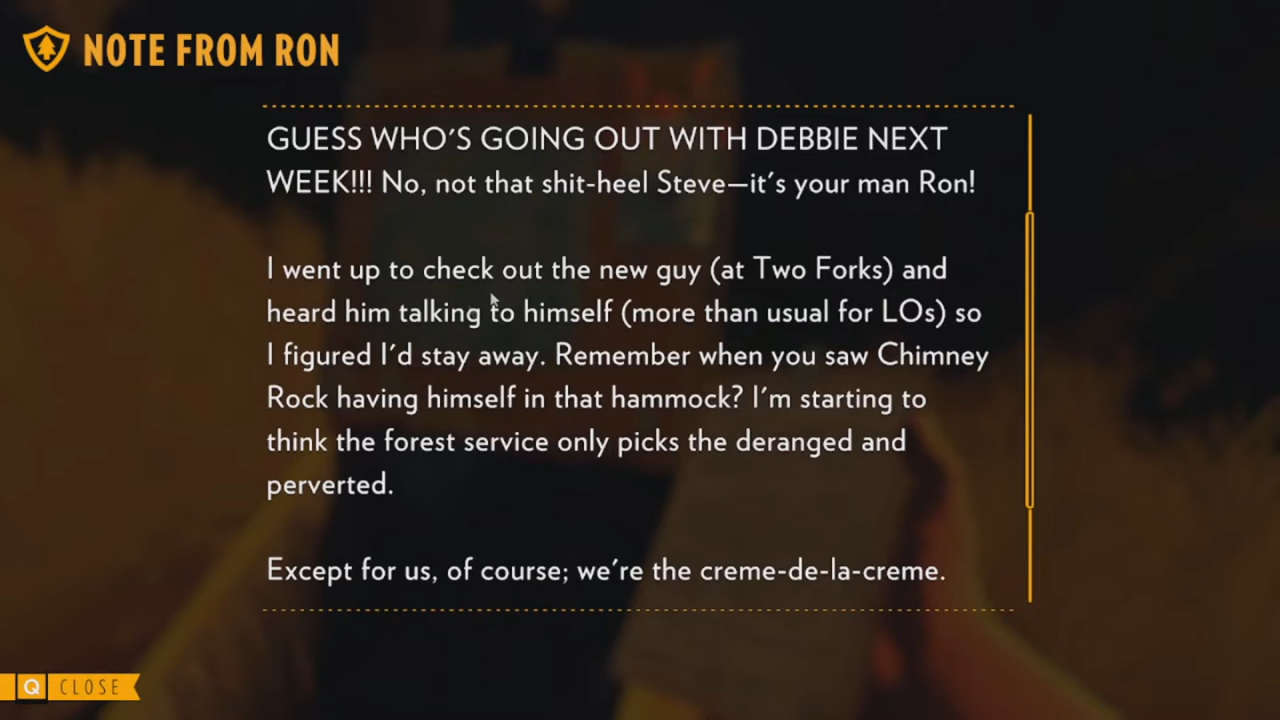 NOTE FROM RON
GUESS WHO'S GOING OUT WITH DEBBIE NEXT
WEEK!!! No, not that shit-heel Steve—it's your man Ron!
I went up to check out the new guy (at Two Forks) and
heard him talking to himself (more than usual for LOs) so
I figured I'd stay away. Remember when you saw Chimney
Rock having himself in that hammock? I'm starting to
think the forest service only picks the deranged and
perverted.
Except for us, of course; we're the creme-de-la-creme.
Q CLOSE